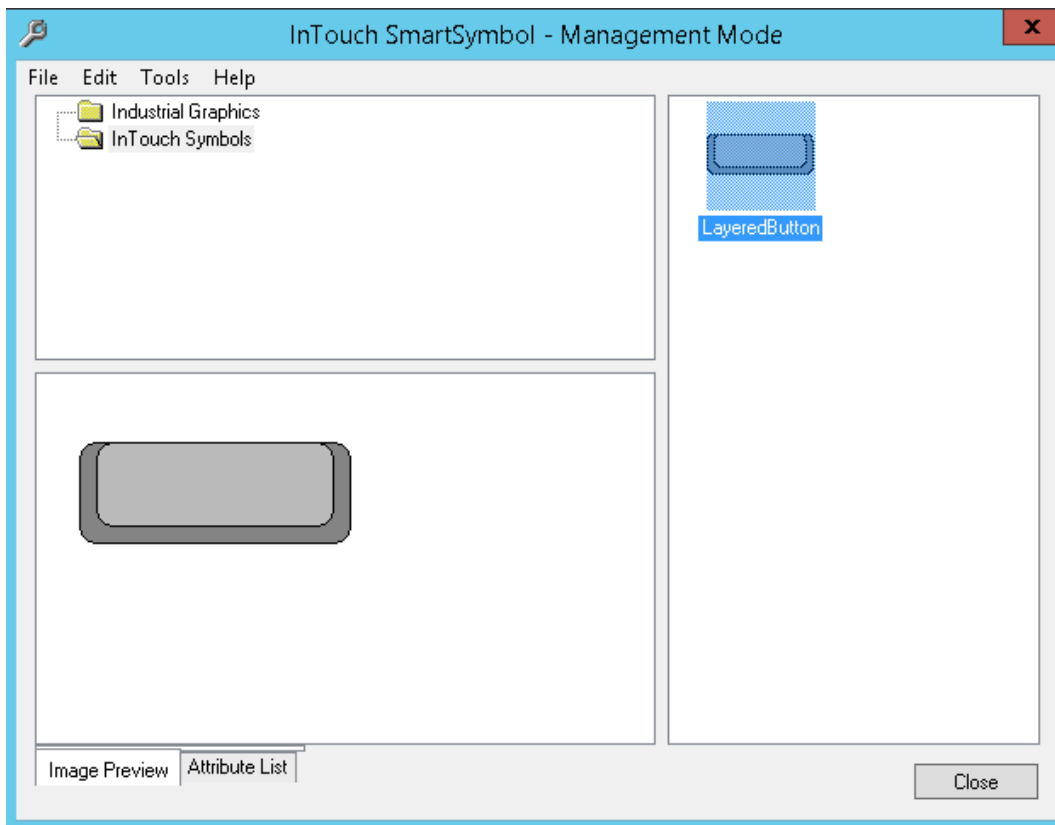 InTouch SmartSymbol - Management Mode
x
File Edit Tools Help
Industrial Graphics
InTouch Symbols
LayeredButton
Image Preview Attribute List
Close